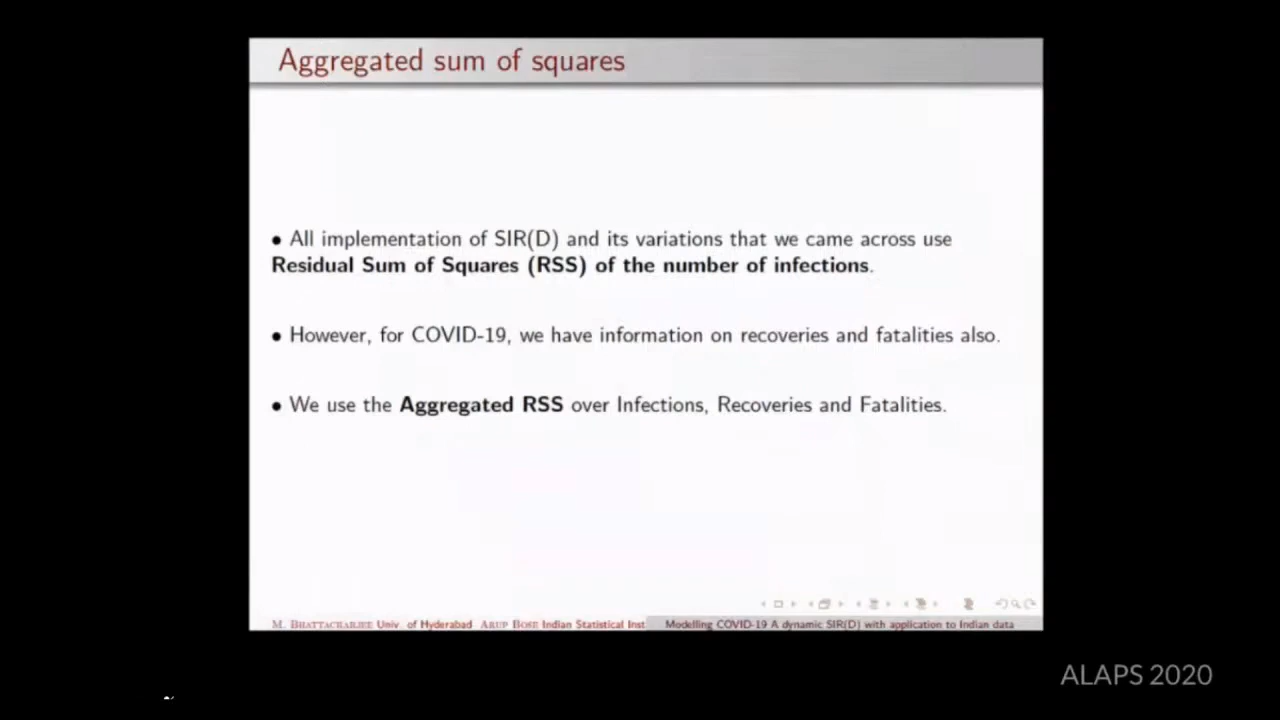 Aggregated sum of squares
• All implementation of SIR(D) and its variations that we came across use
Residual Sum of Squares (RSS) of the number of infections.
• However, for COVID-19, we have information on recoveries and fatalities also.
• We use the Aggregated RSS over Infections, Recoveries and Fatalities.
M. BHATTACHARJEE Univ. of Hyderabad ARUP BOSE Indian Statistical Inst
Modelling COVID-19 A dynamic SIR(D) with application to Indian data
ALAPS 2020